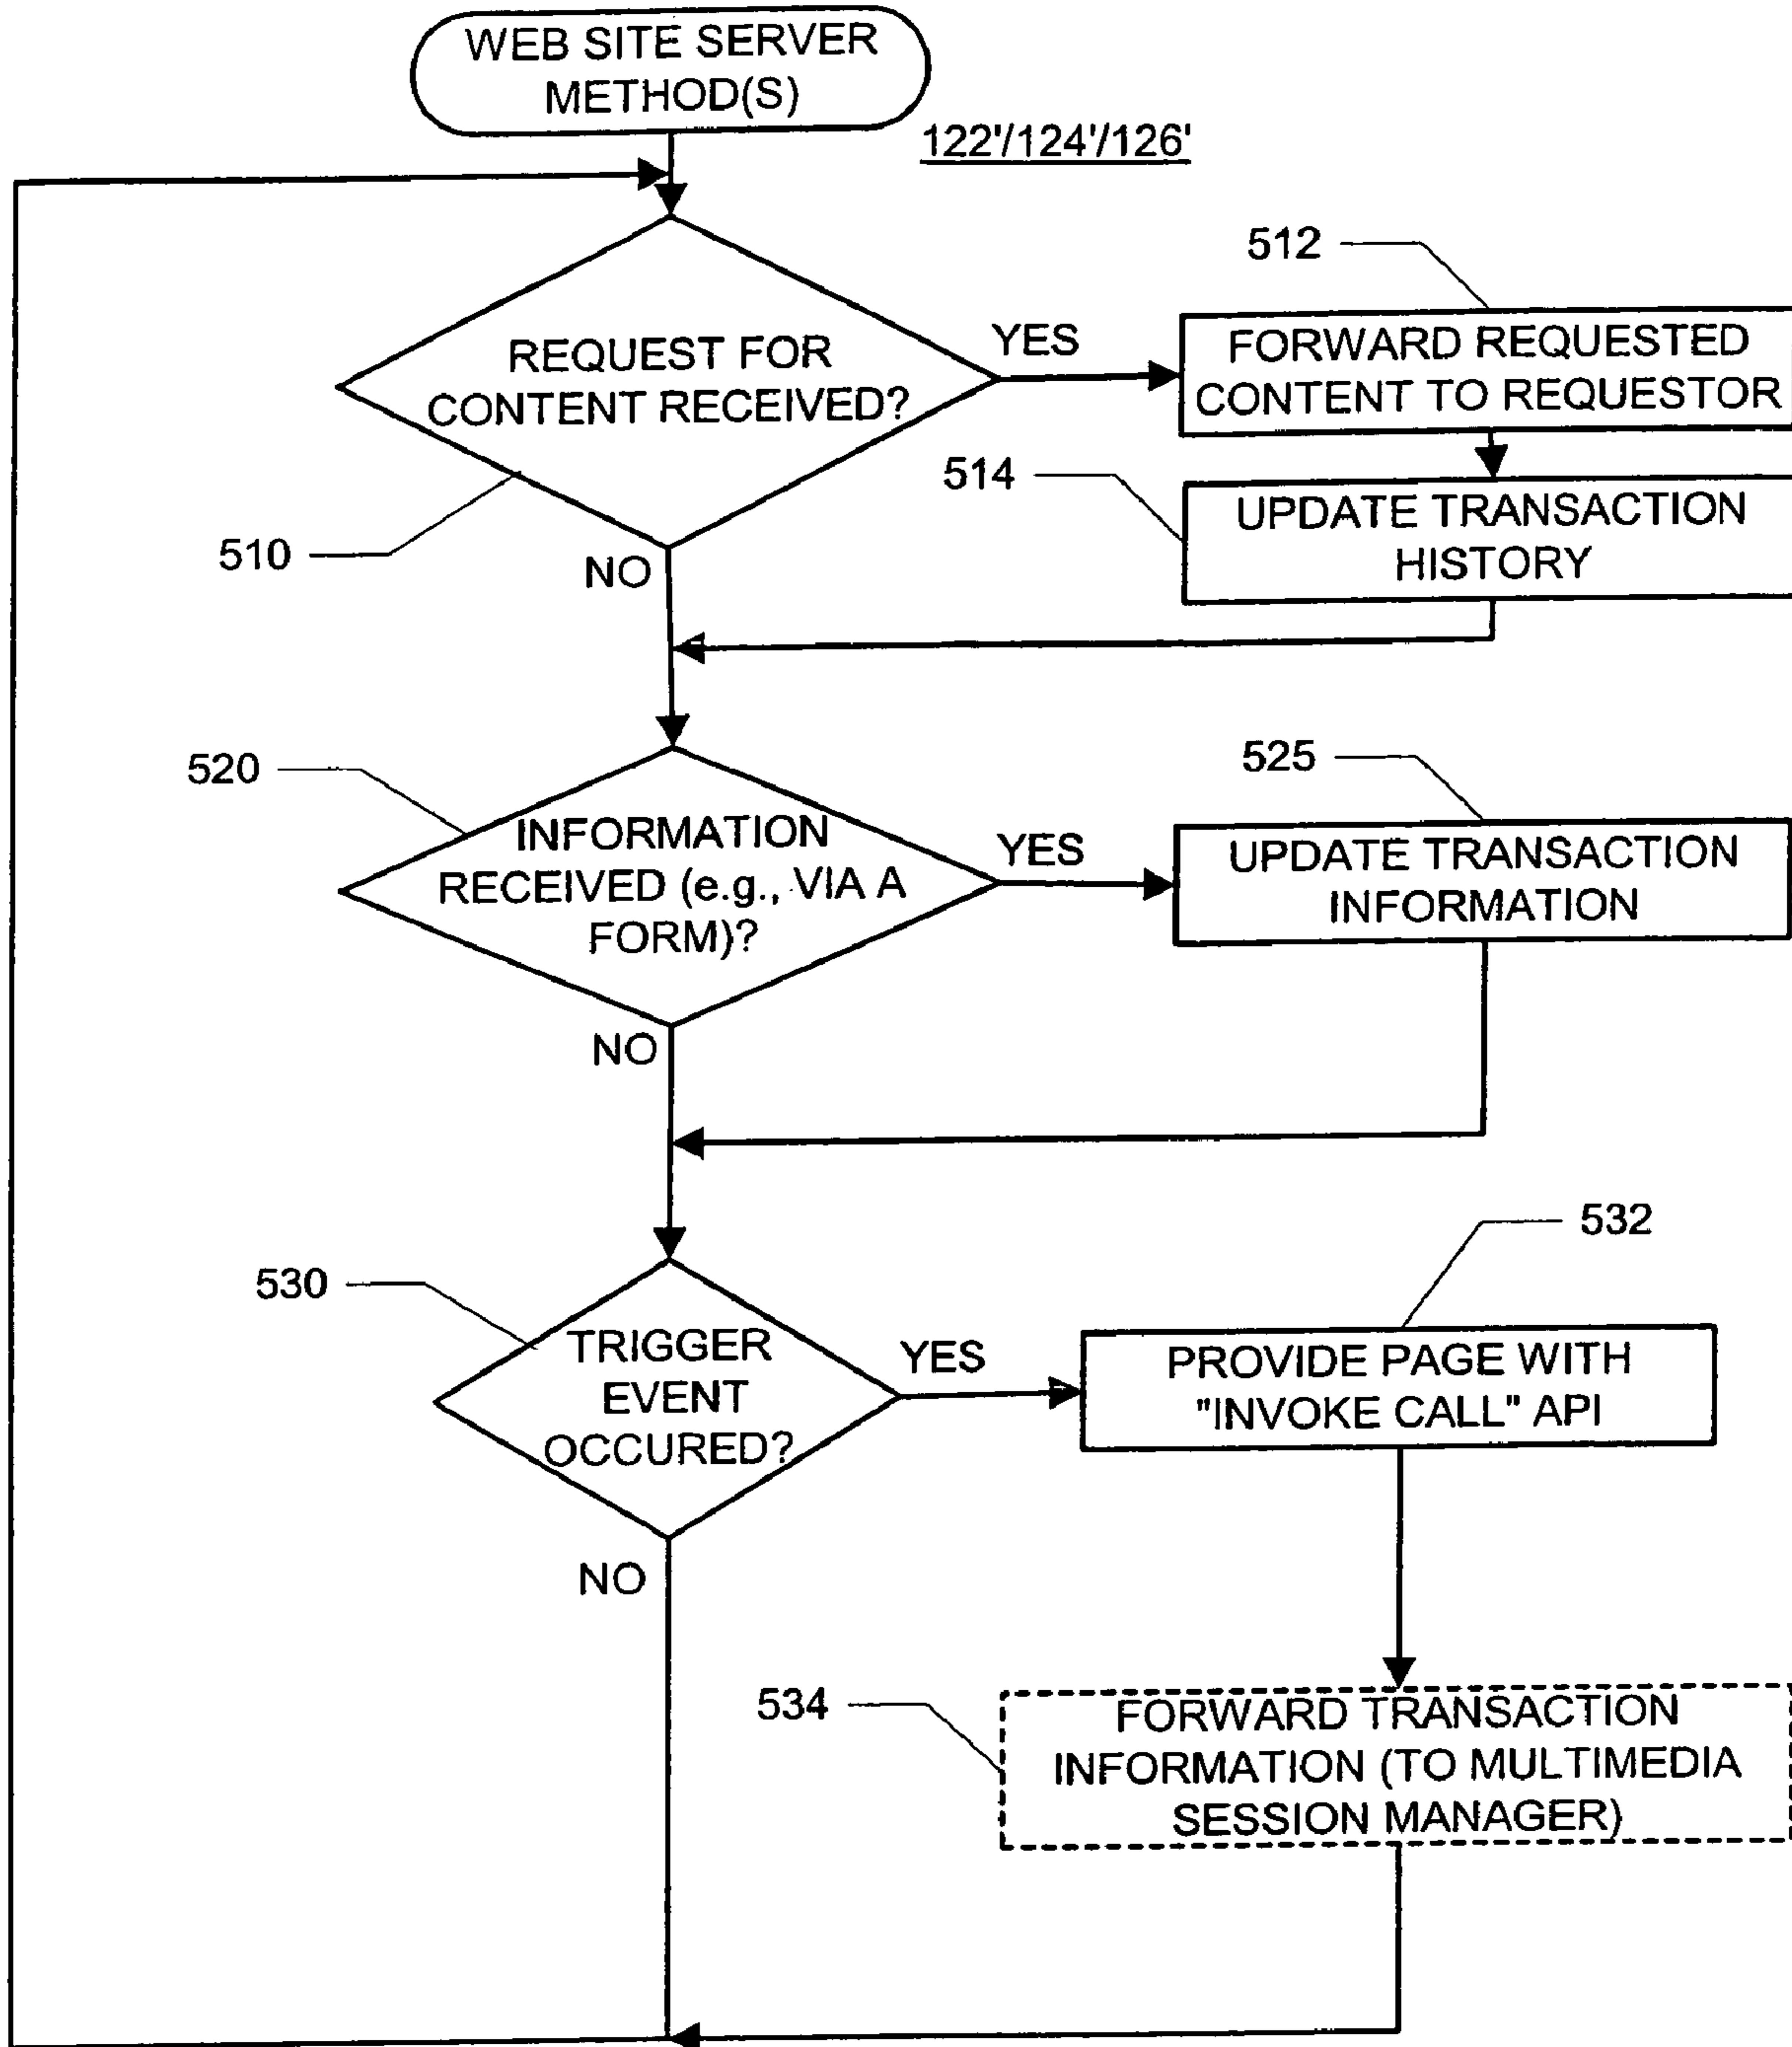 WEB SITE SERVER
METHOD(S)
122'/124'/126'
512
REQUEST FOR
CONTENT RECEIVED?
YES
FORWARD REQUESTED
CONTENT TO REQUESTOR
514
UPDATE TRANSACTION
HISTORY
510
NO
520
INFORMATION
RECEIVED (e.g., VIA A
FORM)?
YES
525
UPDATE TRANSACTION
INFORMATION
NO
530
TRIGGER
EVENT
OCCURED?
YES
532
PROVIDE PAGE WITH
"INVOKE CALL" API
NO
534
FORWARD TRANSACTION
INFORMATION (TO MULTIMEDIA
SESSION MANAGER)